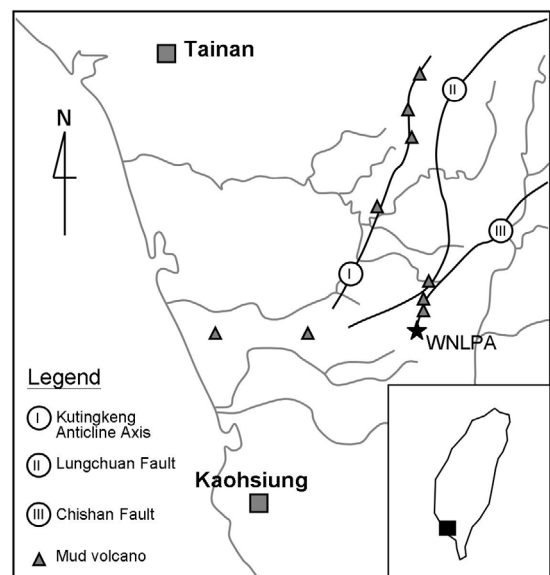 Tainan
N
II
III
I
WNLPA
Legend
I Kutingkeng
Anticline Axis
II Lungchuan Fault
Kaohsiung
III Chishan Fault
Mud volcano